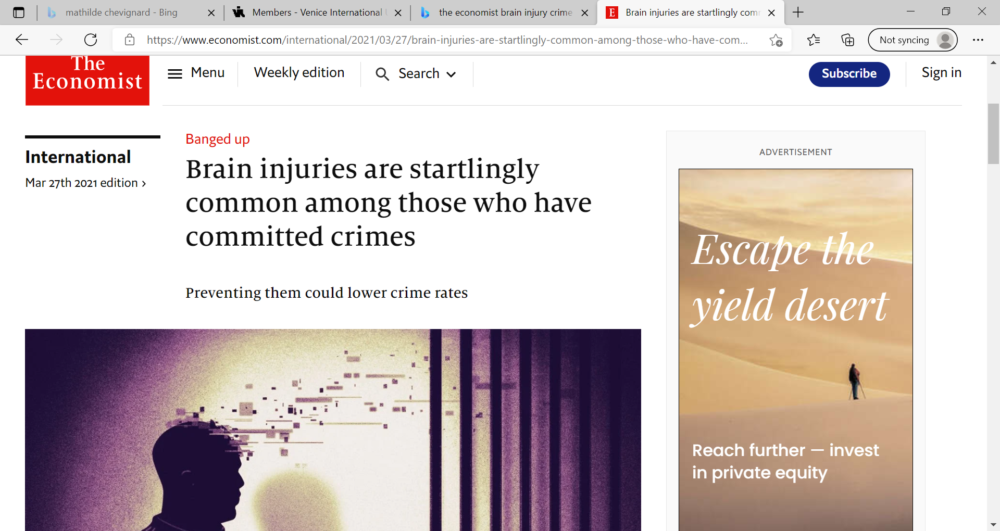 mathilde chevignard - Bing
Members - Venice International
the economist brain injury crime
Brain injuries are startlingly com
https://www.economist.com/international/2021/03/27/brain-injuries-are-startlingly-common-among-those-who-have-com...
Not syncing
The
Economist
Menu
Weekly edition
Search
Subscribe
Sign in
International
Mar 27th 2021 edition ›
Banged up
Brain injuries are startlingly
common among those who have
committed crimes
Preventing them could lower crime rates
ADVERTISEMENT
Escape the
yield desert
Reach further — invest
in private equity